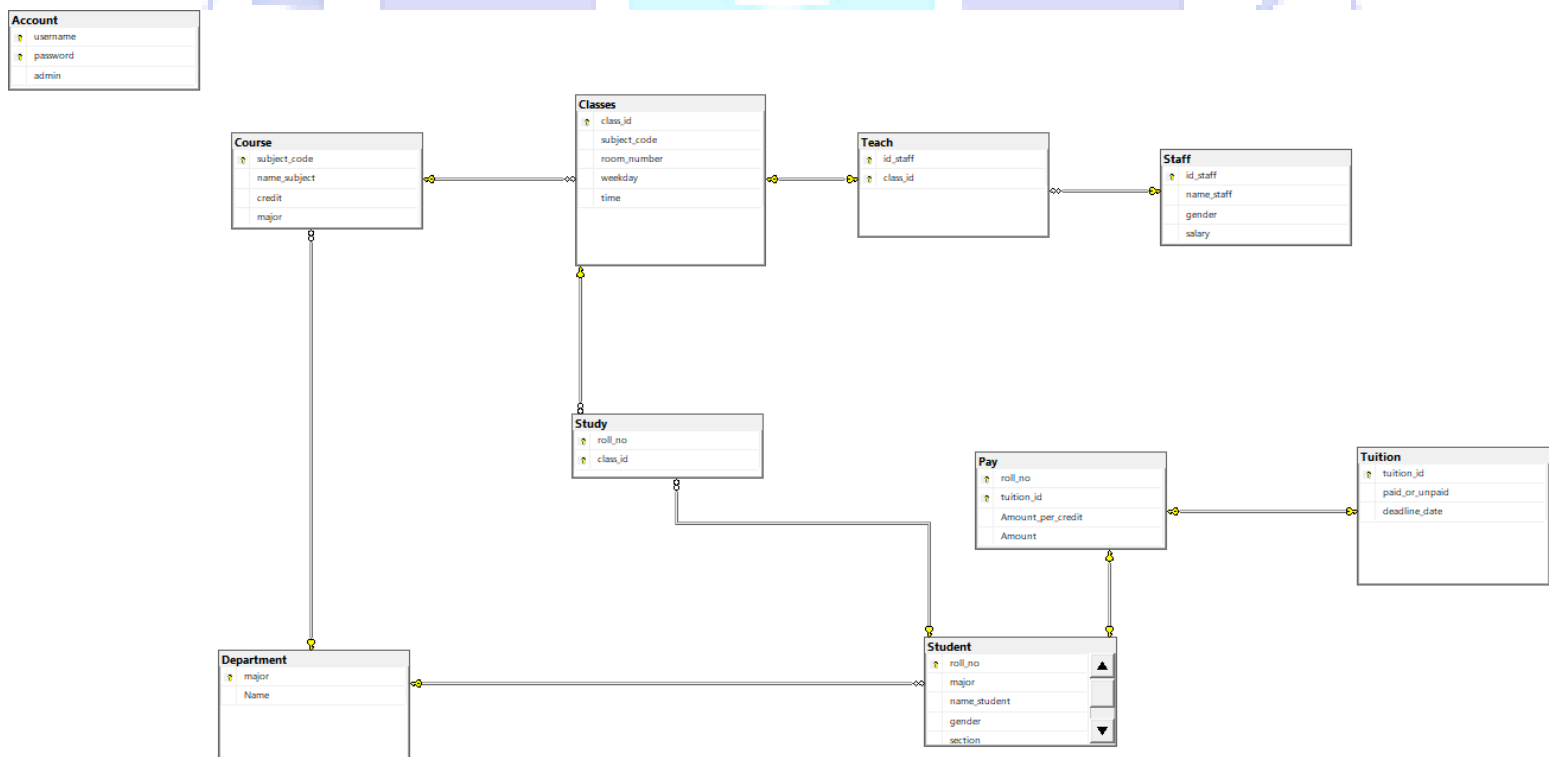 Account
username
password
admin
Classes
class_id
subject_code
room_number
weekday
time
Course
subject_code
name_subject
credit
major
Teach
id_staff
class_id
Staff
id_staff
name_staff
gender
salary
Study
roll_no
class_id
Pay
roll_no
tuition_id
Amount_per_credit
Amount
Tuition
tuition_id
paid_or_unpaid
deadline_date
Department
major
Name
Student
roll_no
major
name_student
gender
section